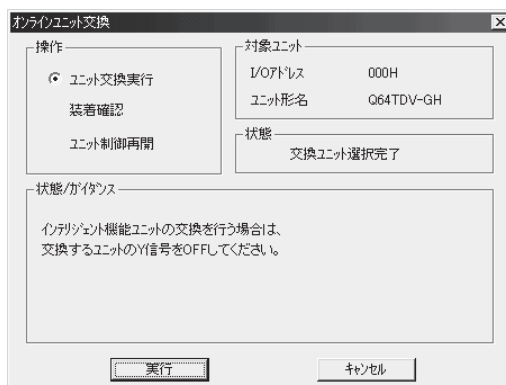 オンラインユニット交換
操作
ユニット交換実行
装着確認
ユニット制御再開
対象ユニット
I/Oアドレス 000H
ユニット形名 Q64TDV-GH
状態
交換ユニット選択完了
状態/ガイダンス
インテリジェント機能ユニットの交換を行う場合は、
交換するユニットのY信号をOFFしてください。
実行 キャンセル